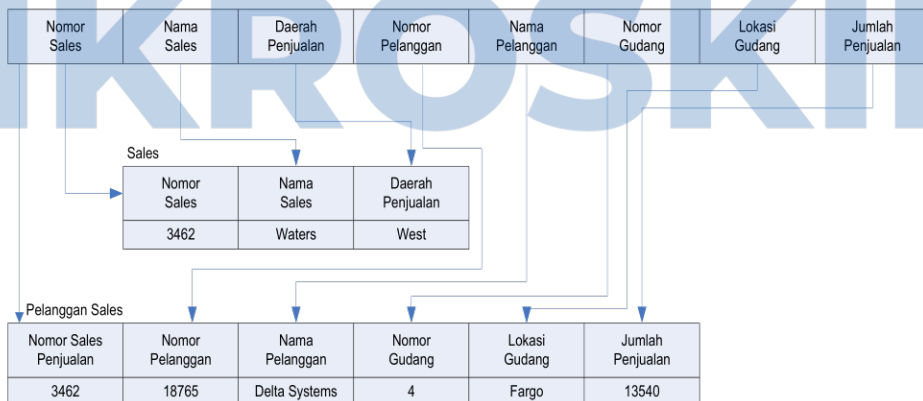 MIKROSKIL
Nomor Sales
Nama Sales
Daerah Penjualan
Nomor Pelanggan
Nama Pelanggan
Nomor Gudang
Lokasi Gudang
Jumlah Penjualan
Sales
Nomor Sales
Nama Sales
Daerah Penjualan
3462
Waters
West
Pelanggan Sales
Nomor Sales Penjualan
Nomor Pelanggan
Nama Pelanggan
Nomor Gudang
Lokasi Gudang
Jumlah Penjualan
3462
18765
Delta Systems
4
Fargo
13540